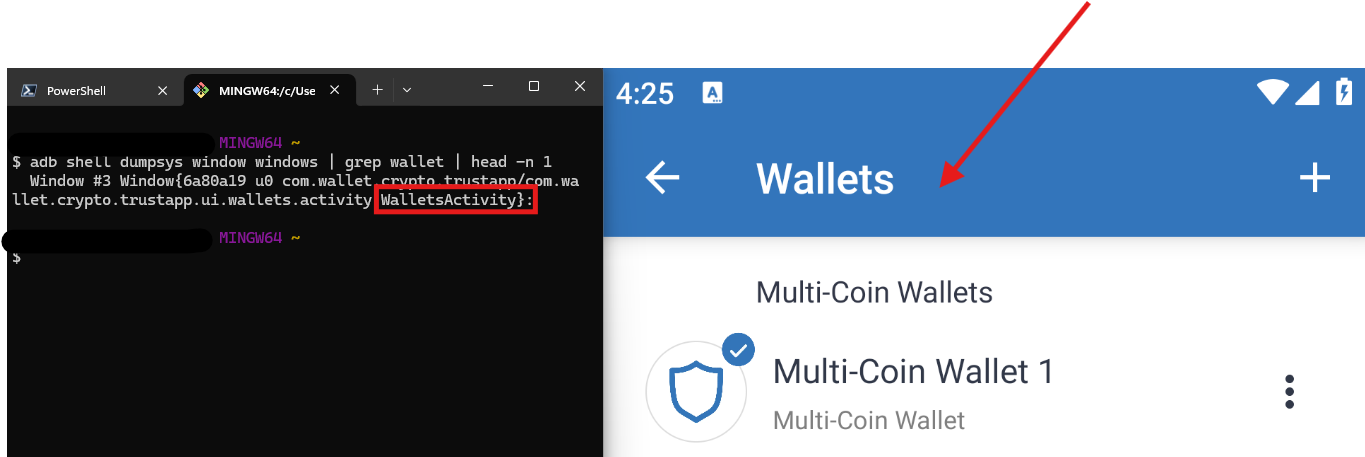 PowerShell
MINGW64:/c/Use
MINGW64 ~
$ adb shell dumpsys window windows | grep wallet | head -n 1
Window #3 Window{6a80a19 u0 com.wallet.crypto.trustapp/com.wa
llet.crypto.trustapp.ui.wallets.activity WalletsActivity}:
MINGW64 ~
$
4:25
A
Wallets
Multi-Coin Wallets
Multi-Coin Wallet 1
Multi-Coin Wallet